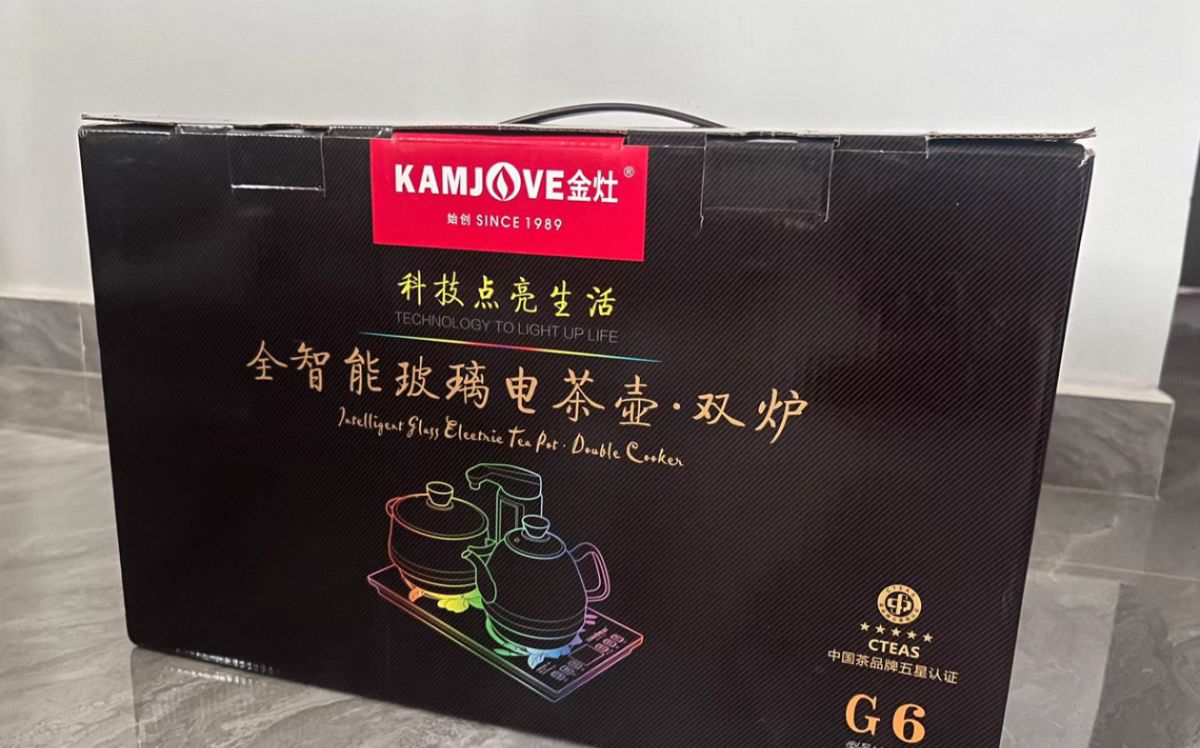 KAMJOVE金灶®
始创 SINCE 1989
科技点亮生活
TECHNOLOGY TO LIGHT UP LIFE
全智能玻璃电茶壶·双炉
Intelligent Glass Electric Tea Pot · Double Cooker
CTEAS
中国茶品牌五星认证
G6